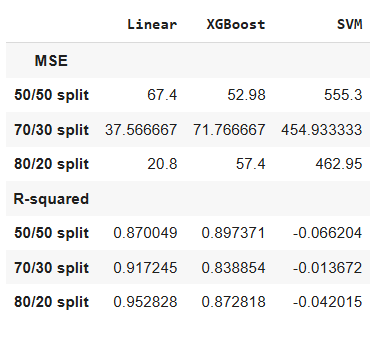 Linear XGBoost SVM
MSE
50/50 split 67.4 52.98 555.3
70/30 split 37.566667 71.766667 454.933333
80/20 split 20.8 57.4 462.95
R-squared
50/50 split 0.870049 0.897371 -0.066204
70/30 split 0.917245 0.838854 -0.013672
80/20 split 0.952828 0.872818 -0.042015